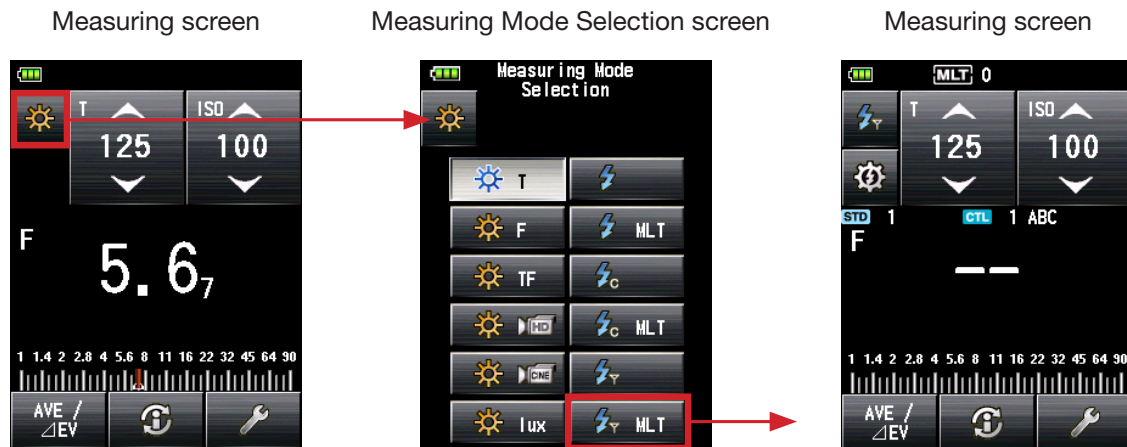 Measuring screen
Measuring Mode Selection screen
Measuring screen
T
125
ISO
100
F
5.6₇
1 1.4 2 2.8 4 5.6 8 11 16 22 32 45 64 90
AVE /
⊿EV
Measuring Mode
Selection
T
F
MLT
TF
C
HD
C MLT
CINE
lux
MLT
MLT 0
T
125
ISO
100
STD 1 CTL 1 ABC
F
--
1 1.4 2 2.8 4 5.6 8 11 16 22 32 45 64 90
AVE /
⊿EV